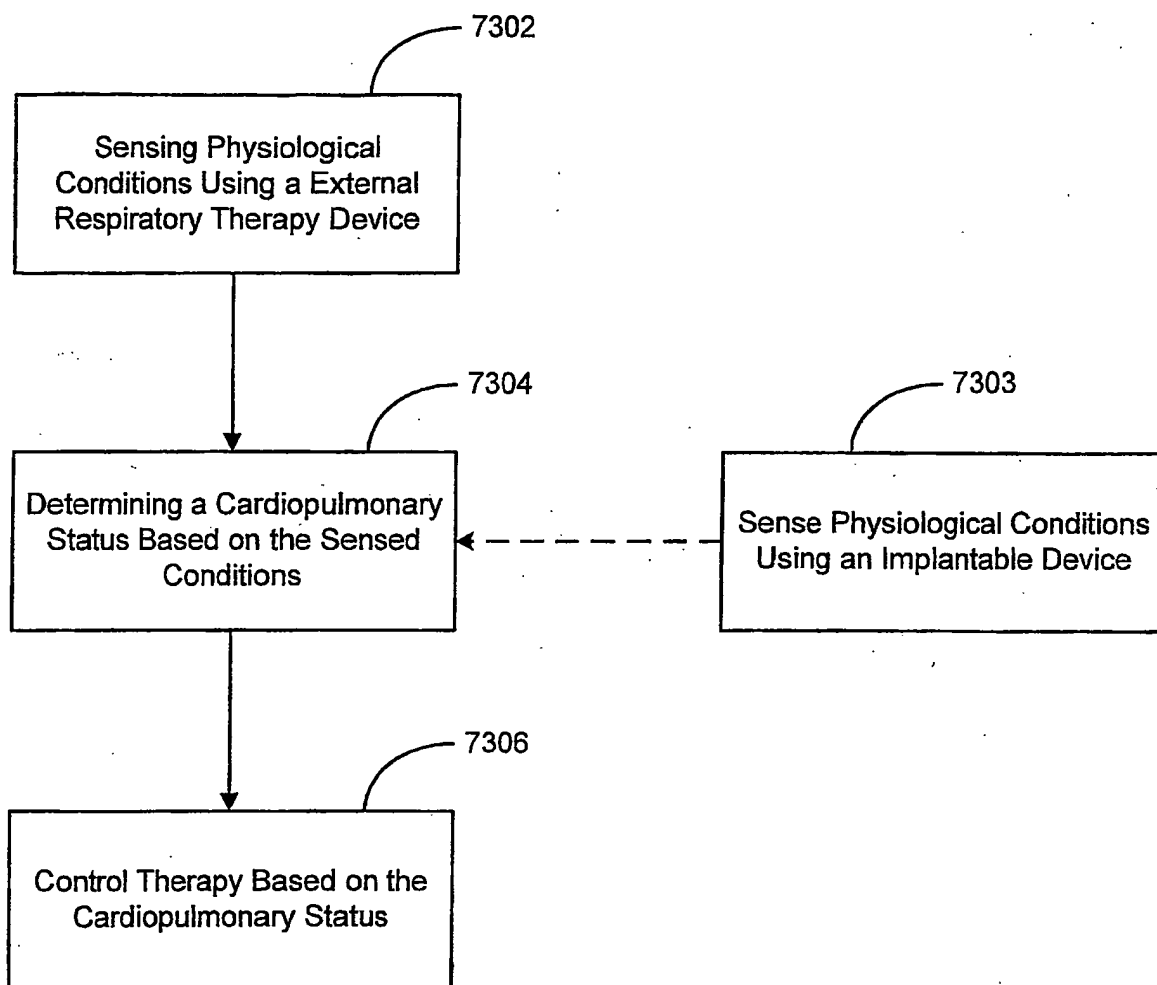 7302
Sensing Physiological
Conditions Using a External
Respiratory Therapy Device
7304
Determining a Cardiopulmonary
Status Based on the Sensed
Conditions
7303
Sense Physiological Conditions
Using an Implantable Device
7306
Control Therapy Based on the
Cardiopulmonary Status